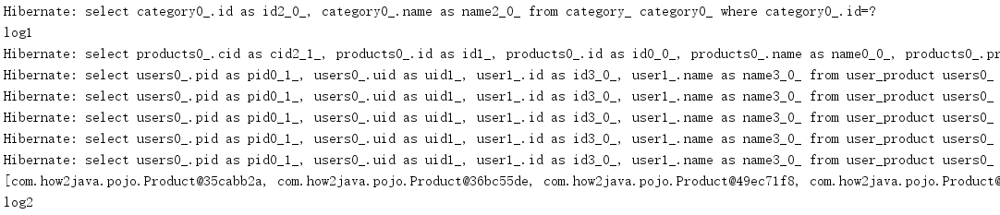 Hibernate: select category0_.id as id2_0_, category0_.name as name2_0_ from category_ category0_ where category0_.id=?
log1
Hibernate: select products0_.cid as cid2_1_, products0_.id as id1_, products0_.id as id0_0_, products0_.name as name0_0_, products0_.pr
Hibernate: select users0_.pid as pid0_1_, users0_.uid as uid1_, user1_.id as id3_0_, user1_.name as name3_0_ from user_product users0_
Hibernate: select users0_.pid as pid0_1_, users0_.uid as uid1_, user1_.id as id3_0_, user1_.name as name3_0_ from user_product users0_
Hibernate: select users0_.pid as pid0_1_, users0_.uid as uid1_, user1_.id as id3_0_, user1_.name as name3_0_ from user_product users0_
Hibernate: select users0_.pid as pid0_1_, users0_.uid as uid1_, user1_.id as id3_0_, user1_.name as name3_0_ from user_product users0_
Hibernate: select users0_.pid as pid0_1_, users0_.uid as uid1_, user1_.id as id3_0_, user1_.name as name3_0_ from user_product users0_
[com.how2java.pojo.Product@35cabb2a, com.how2java.pojo.Product@36bc55de, com.how2java.pojo.Product@49ec71f8, com.how2java.pojo.Product@
log2